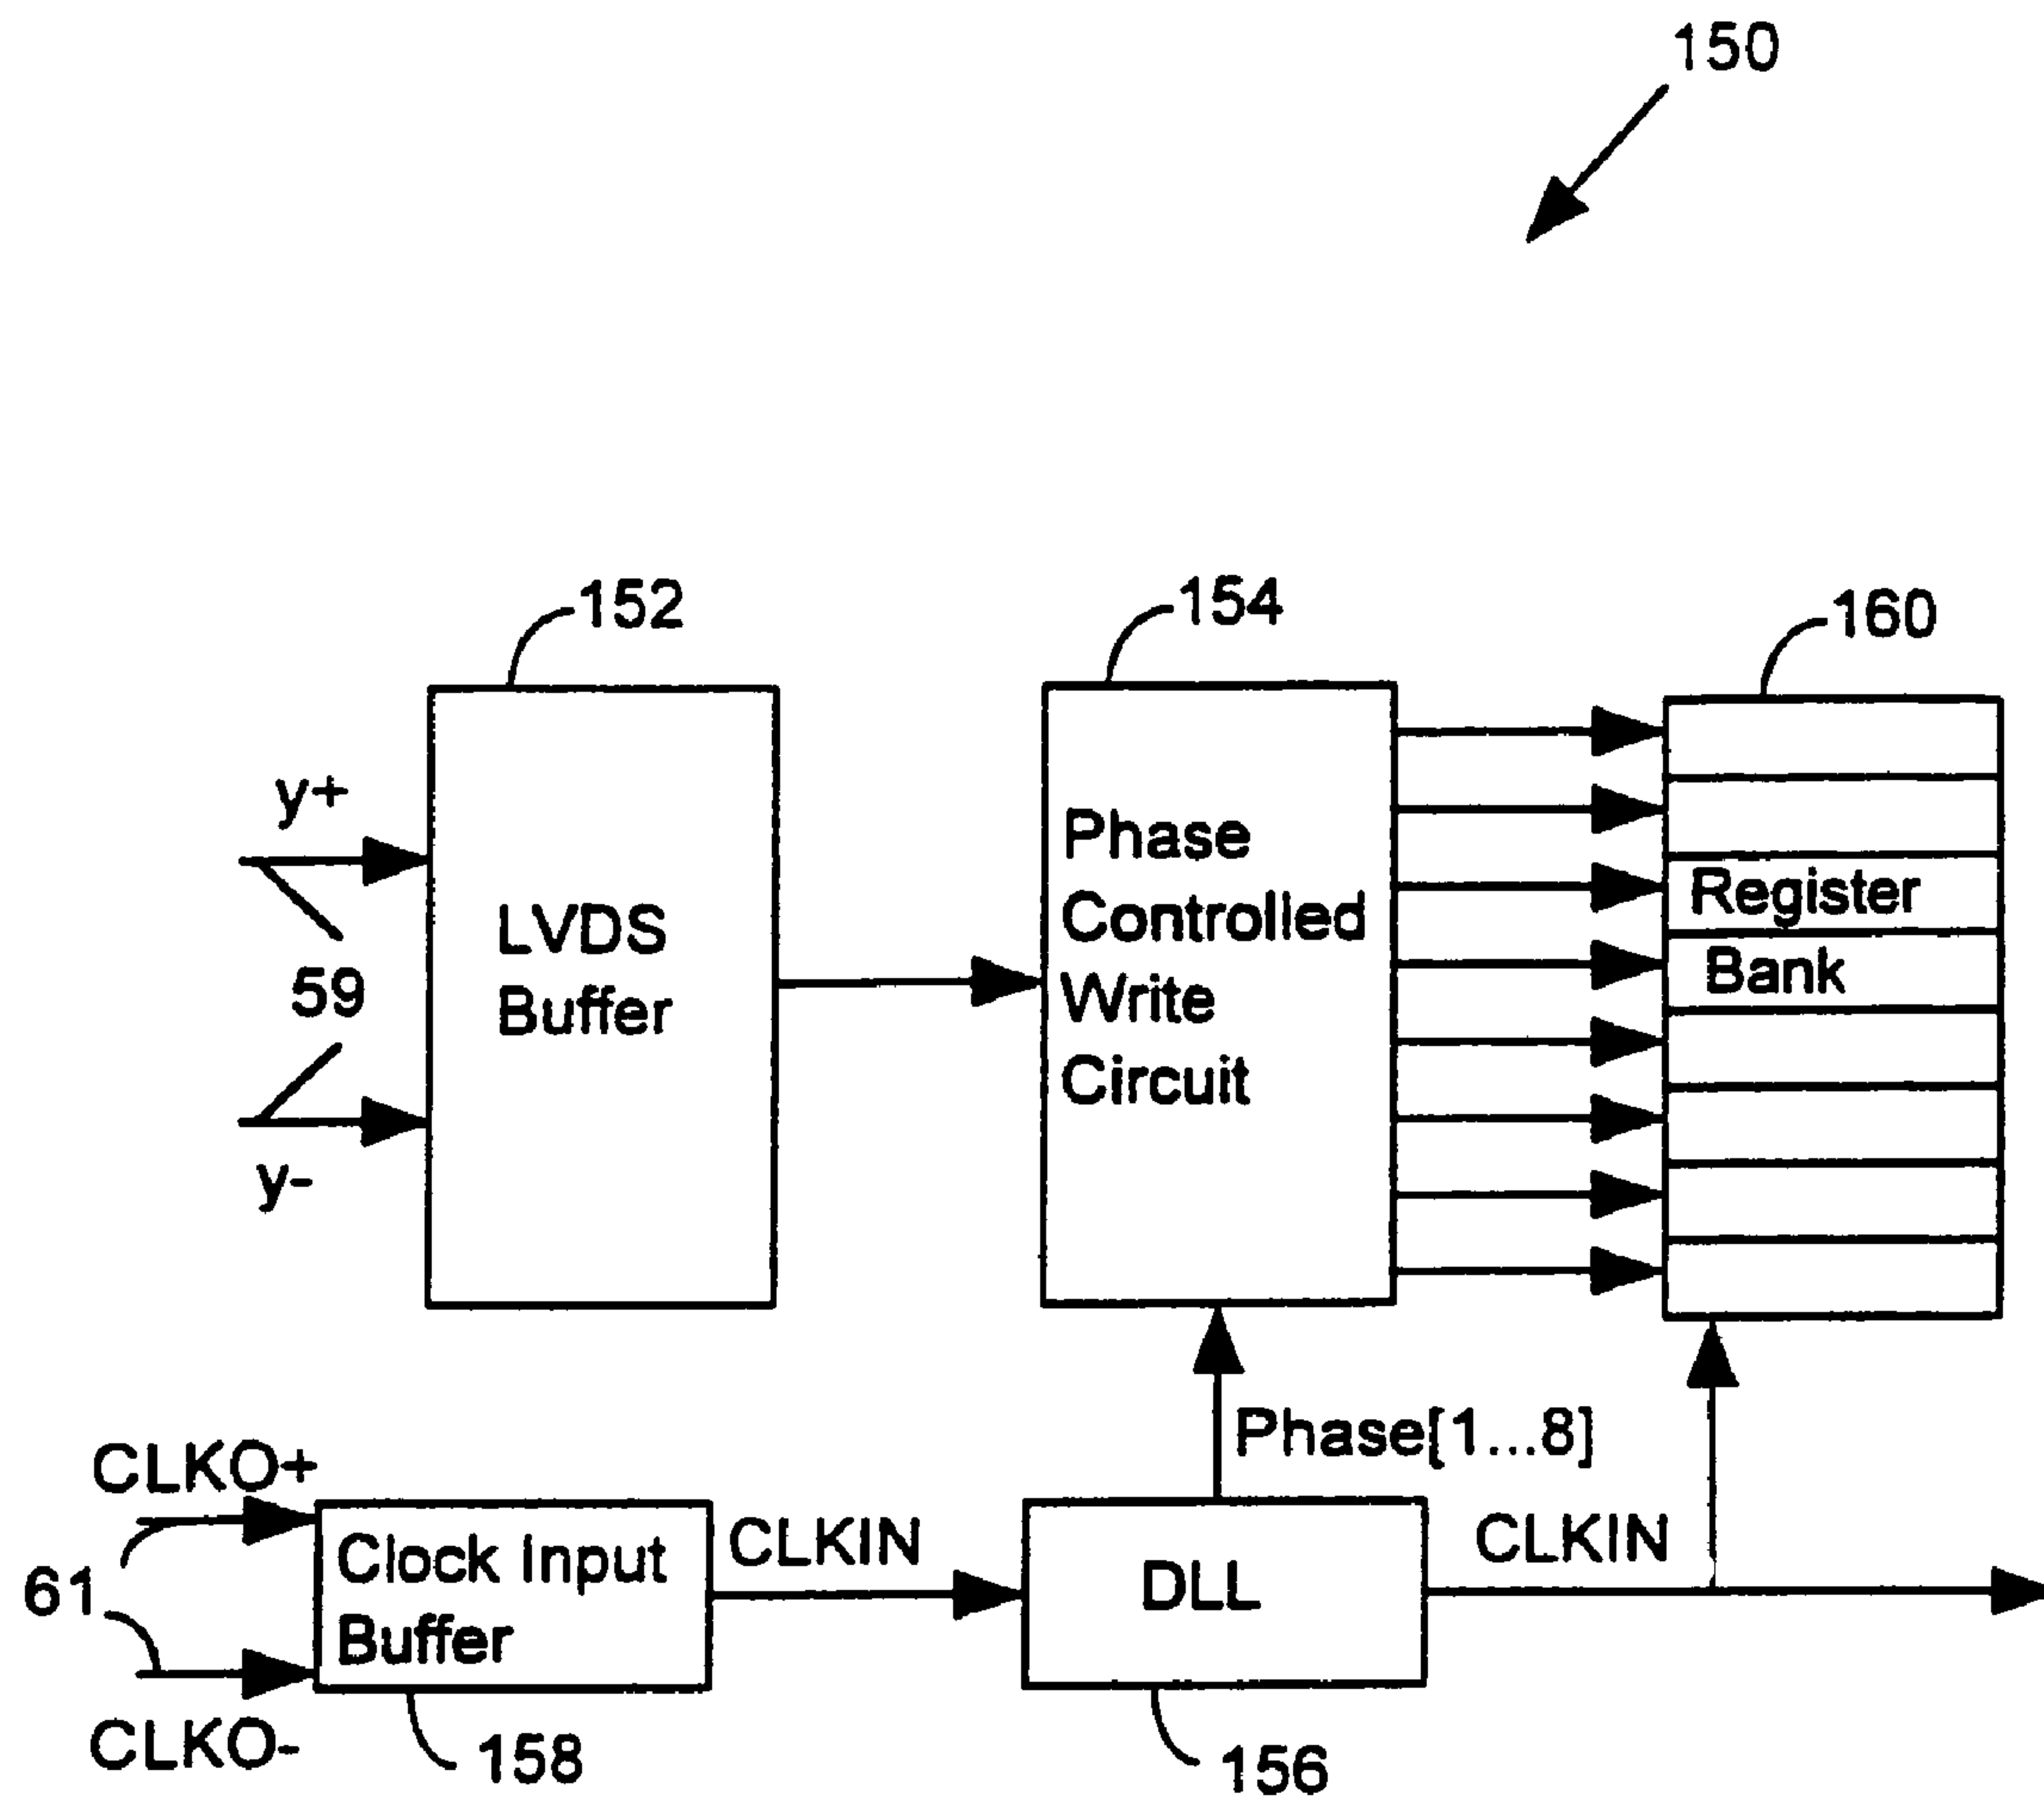 150
152
154
160
y+
Phase
Controlled
Write
Circuit
Register
Bank
LVDS
Buffer
59
y-
Phase[1...8]
CLKO+
Clock Input
Buffer
CLKIN
DLL
CLKIN
61
CLKO-
158
156